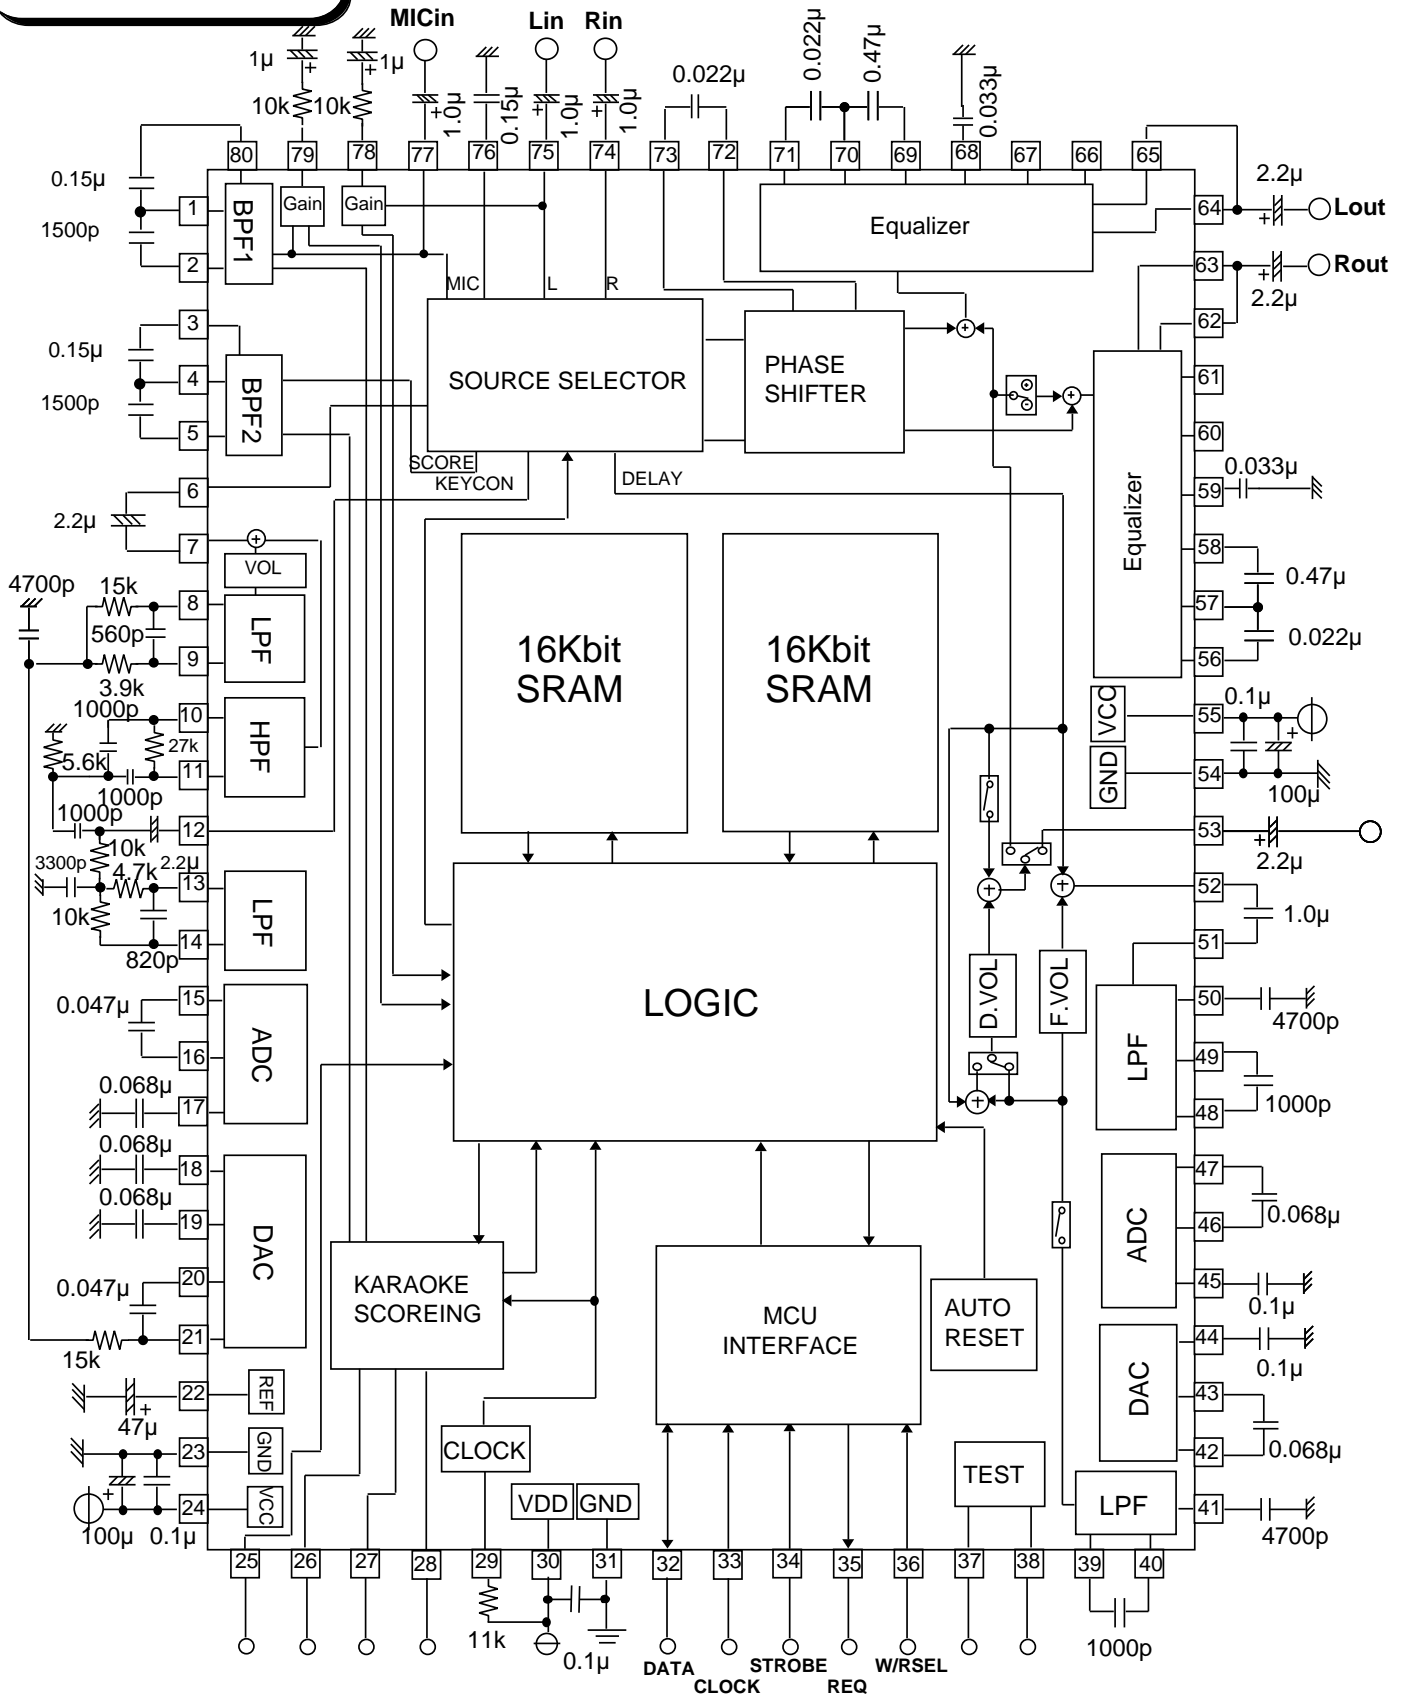 MICin
Lin Rin
1µ
1µ
10k
10k
1.0µ
0.15µ
1.0µ
1.0µ
0.022µ
0.022µ
0.47µ
0.033µ
80 79 78 77 76 75 74 73 72 71 70 69 68 67 66 65
0.15µ
1500p
1
2
BPF1
Gain
Gain
MIC
L
R
Equalizer
64
2.2µ
+
Lout
63
+
2.2µ
Rout
62
3
0.15µ
4
1500p
5
BPF2
SOURCE SELECTOR
PHASE
SHIFTER
61
60
0.033µ
59
Equalizer
58
0.47µ
57
0.022µ
56
SCORE
KEYCON
DELAY
6
2.2µ
7
VOL
4700p
15k
8
560p
9
3.9k
LPF
16Kbit
SRAM
16Kbit
SRAM
1000p
10
27k
5.6k
11
1000p
HPF
VCC
55
0.1µ
+
GND
54
100µ
1000p
12
10k
2.2µ
3300p
4.7k
13
10k
14
820p
LPF
53
+
2.2µ
52
1.0µ
51
D.VOL
F.VOL
LOGIC
0.047µ
15
16
ADC
0.068µ
17
LPF
50
4700p
49
1000p
48
0.068µ
18
0.068µ
19
DAC
0.047µ
20
21
15k
ADC
47
46
0.068µ
45
0.1µ
KARAOKE
SCOREING
MCU
INTERFACE
AUTO
RESET
DAC
44
0.1µ
43
42
0.068µ
22
REF
47µ
+
23
GND
24
VCC
+
100µ
0.1µ
CLOCK
VDD
GND
TEST
LPF
41
4700p
25 26 27 28 29 30 31 32 33 34 35 36 37 38 39 40
11k
0.1µ
1000p
DATA
CLOCK
STROBE
REQ
W/RSEL